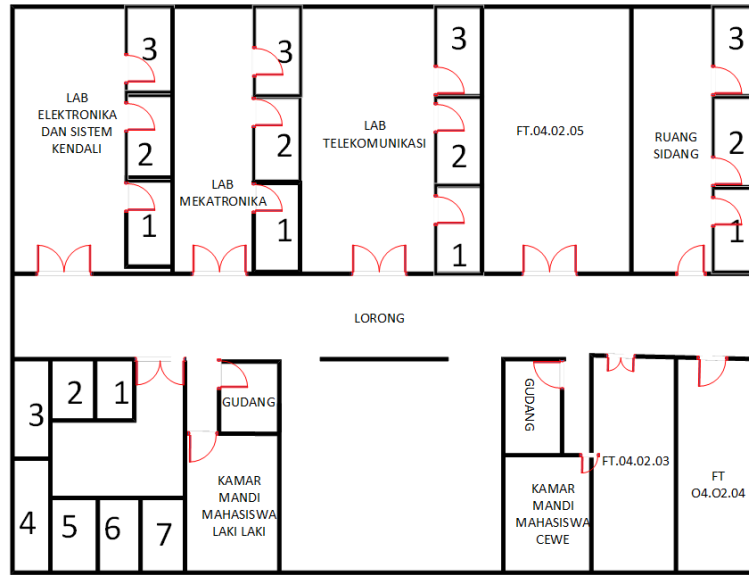 3
3
3
3
LAB
ELEKTRONIKA
DAN SISTEM
KENDALI
LAB
TELEKOMUNIKASI
FT.04.02.05
RUANG
SIDANG
2
2
2
2
LAB
MEKATRONIKA
1
1
1
1
LORONG
3
2
1
GUDANG
GUDANG
FT.04.02.03
KAMAR
MANDI
MAHASISWA
LAKI LAKI
KAMAR
MANDI
MAHASISWA
CEWE
FT
O4.O2.04
4
5
6
7